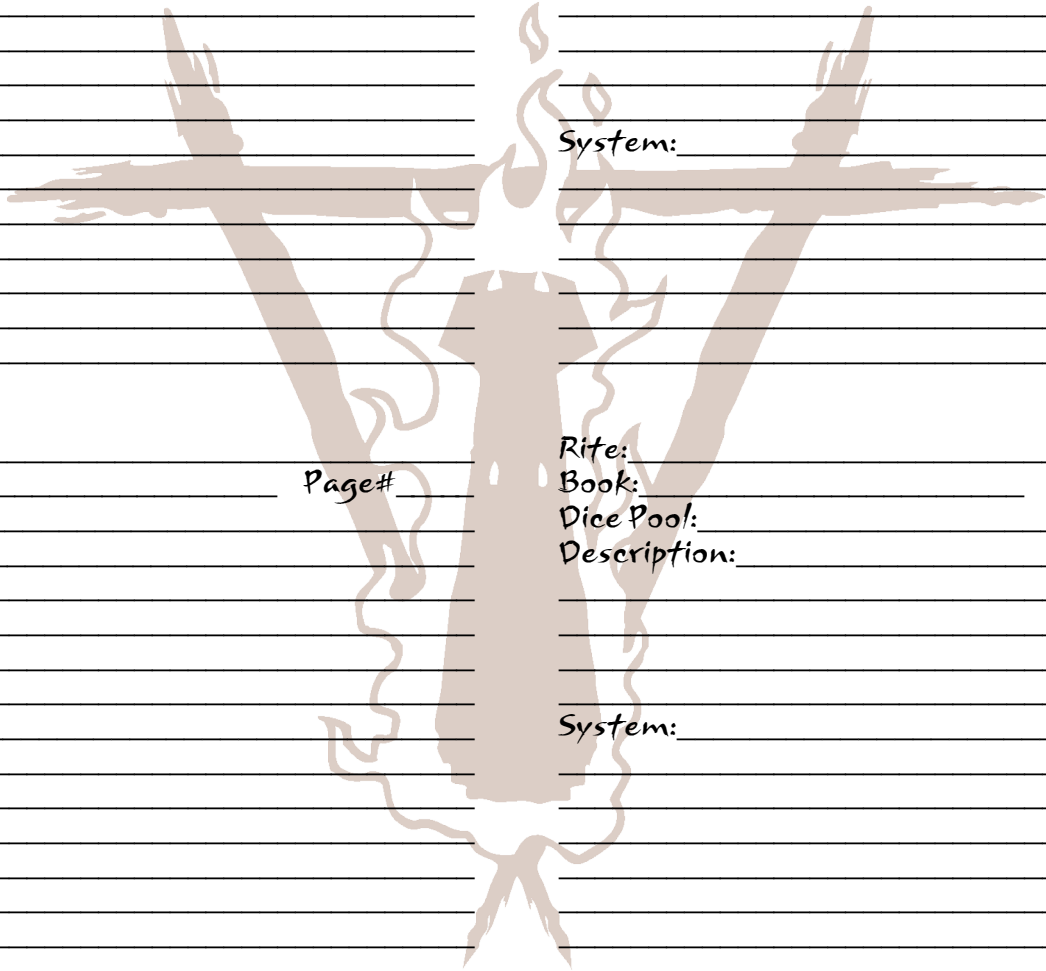 System:
Page#
Rite:
Book:
Dice Pool:
Description:
System: